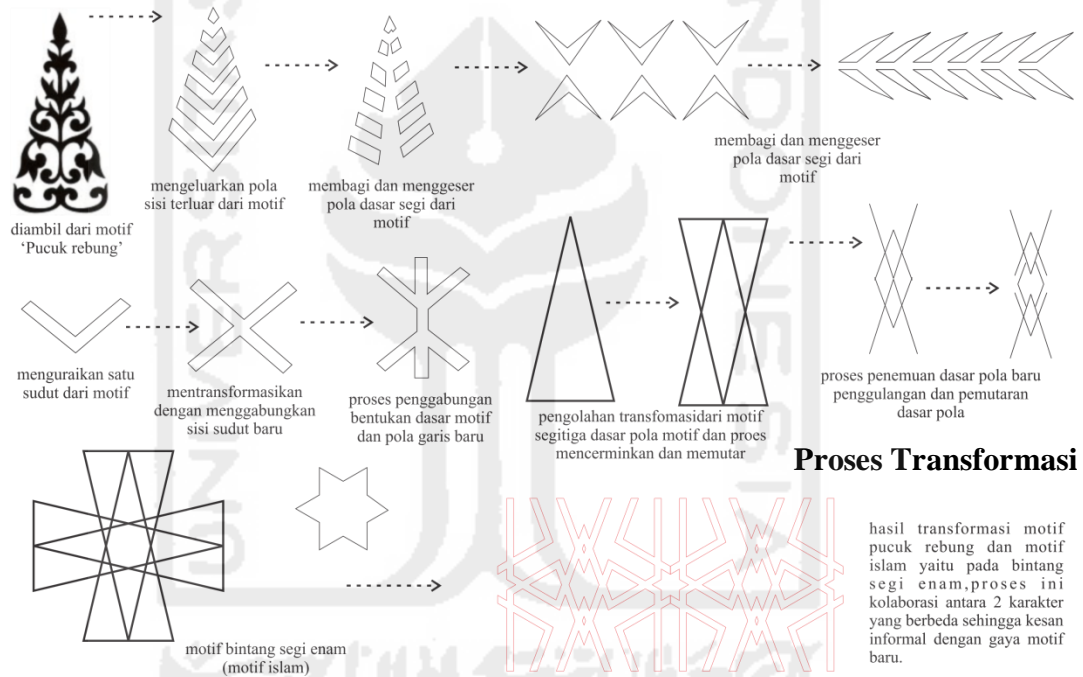 mengeluarkan pola
sisi terluar dari motif
membagi dan menggeser
pola dasar segi dari
motif
membagi dan menggeser
pola dasar segi dari
motif
diambil dari motif
‘Pucuk rebung’
menguraikan satu
sudut dari motif
mentransformasikan
dengan menggabungkan
sisi sudut baru
proses penggabungan
bentukan dasar motif
dan pola garis baru
pengolahan transfomasidari motif
segitiga dasar pola motif dan proes
mencerminkan dan memutar
proses penemuan dasar pola baru
penggulangan dan pemutaran
dasar pola
Proses Transformasi
motif bintang segi enam
(motif islam)
hasil transformasi motif
pucuk rebung dan motif
islam yaitu pada bintang
segi enam,proses ini
kolaborasi antara 2 karakter
yang berbeda sehingga kesan
informal dengan gaya motif
baru.